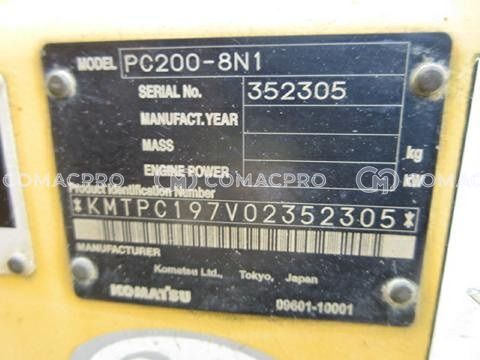 MODEL PC200-8N1
SERIAL No. 352305
MANUFACT. YEAR
MASS kg
ENGINE POWER kW
COMACPRO COMACPRO COMACPRO
Product Identification Number
*KMTPC197V02352305*
MANUFACTURER
Komatsu Ltd., Tokyo, Japan
KOMATSU 09601-10001